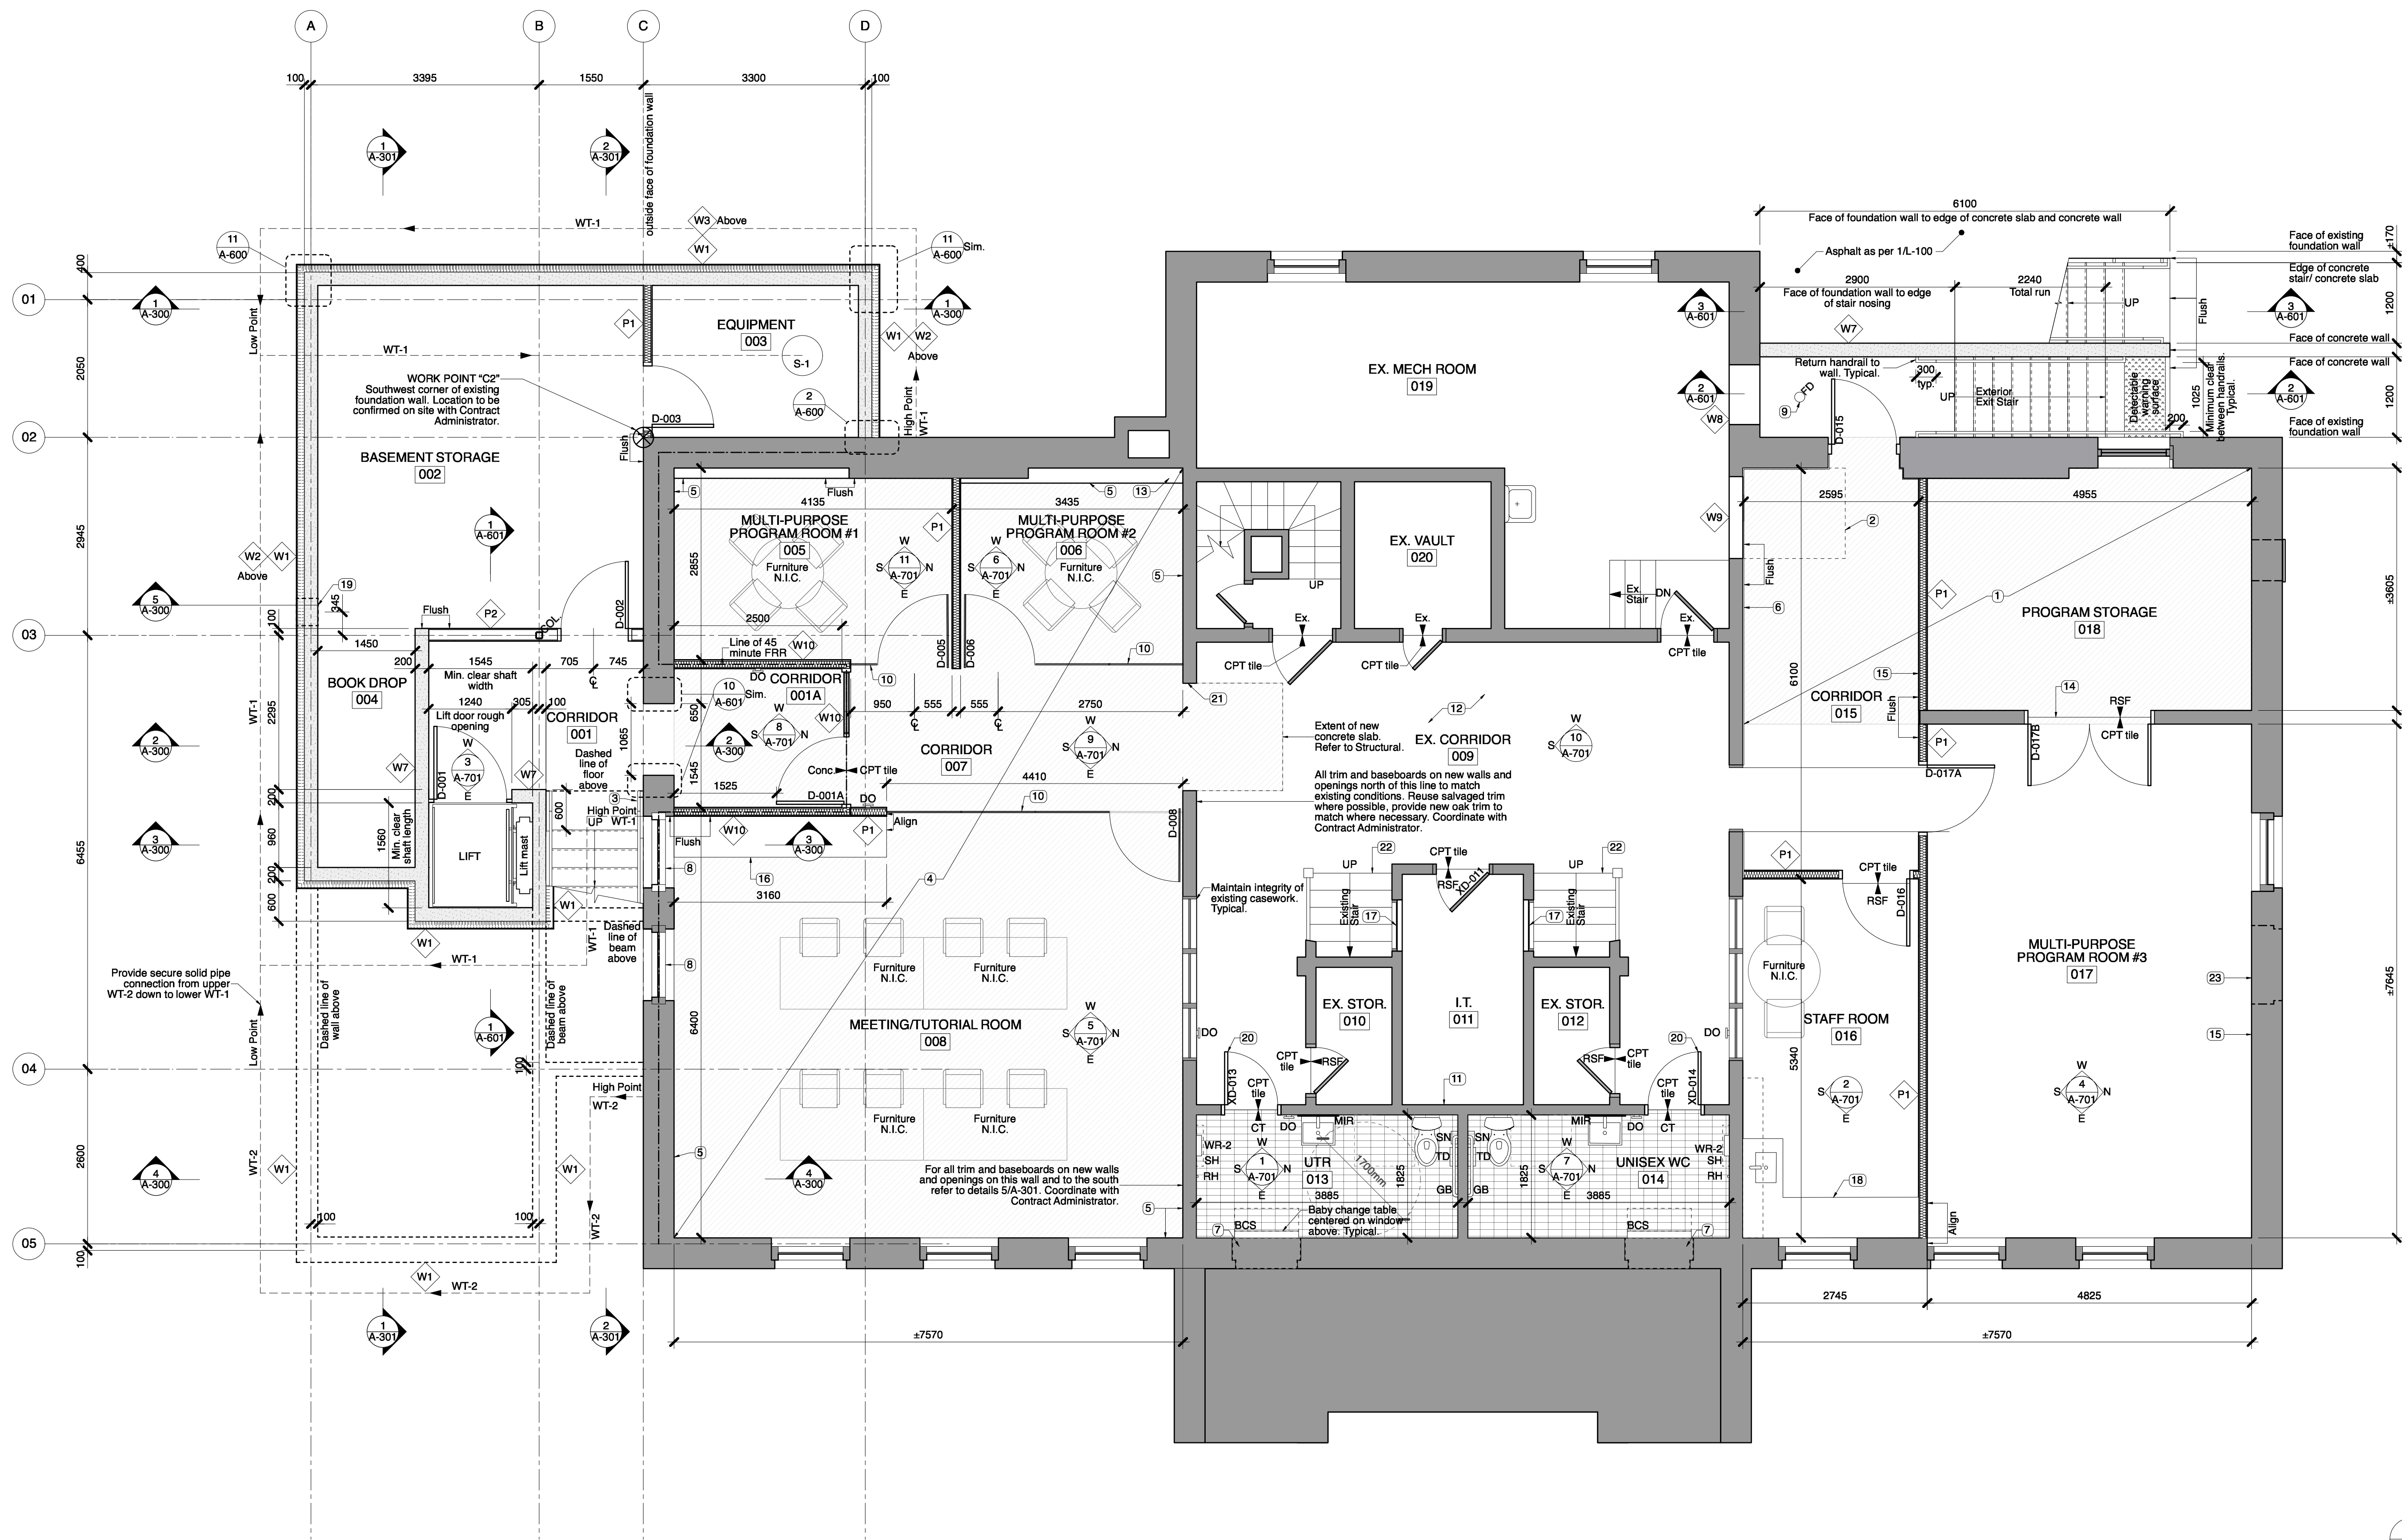 A
B
C
D
100
3395
1550
3300
100
outside face of foundation wall
1
A-301
2
A-301
WT-1
W3
Above
W1
11
A-600
11
A-600
Sim.
6100
Face of foundation wall to edge of concrete slab and concrete wall
Asphalt as per 1/L-100
Face of existing
foundation wall
±170
Edge of concrete
stair/ concrete slab
400
01
1
A-300
Low Point
P1
EQUIPMENT
003
S-1
1
A-300
W1
W2
Above
WT-1
2900
Face of foundation wall to edge
of stair nosing
2240
Total run
UP
Flush
3
A-601
3
A-601
1200
W7
Face of concrete wall
Face of concrete wall
2050
WORK POINT "C2"
Southwest corner of existing
foundation wall. Location to be
confirmed on site with Contract
Administrator.
2
A-600
High Point
WT-1
EX. MECH ROOM
019
Return handrail to
wall. Typical.
300
typ.
FD
9
UP
Exterior
Exit Stair
Detectable
warning
surface
1025
Minimum clear
between handrails.
Typical.
200
2
A-601
2
A-601
1200
W8
D-015
Face of existing
foundation wall
02
D-003
Flush
BASEMENT STORAGE
002
5
Flush
5
13
4135
3435
2595
4955
MULTI-PURPOSE
PROGRAM ROOM #1
005
Furniture
N.I.C.
P1
MULTI-PURPOSE
PROGRAM ROOM #2
006
Furniture
N.I.C.
W
S
11
A-701
N
E
W
S
6
A-701
N
E
2945
1
A-601
W2
W1
Above
2855
5
UP
EX. VAULT
020
W9
2
Flush
±3605
5
A-300
19
345
100
Flush
P2
COL
D-002
2500
Line of 45
minute FRR
W10
D-005
D-006
10
10
Ex.
CPT tile
Ex.
CPT tile
Ex.
Stair
DN
Ex.
CPT tile
6
P1
1
PROGRAM STORAGE
018
6100
03
1450
200
1545
Min. clear shaft
width
705
745
BOOK DROP
004
1240
305
100
Lift door rough
opening
CORRIDOR
001
DO
CORRIDOR
001A
10
A-601
Sim.
650
W10
950
555
555
2750
21
12
15
CORRIDOR
015
Flush
14
RSF
CPT tile
2295
WT-1
2
A-300
1065
2
A-300
W
S
8
A-701
N
CORRIDOR
007
W
S
9
A-701
N
E
Extent of new
concrete slab.
Refer to Structural.
EX. CORRIDOR
009
W
S
10
A-701
P1
D-017B
D-017A
W7
D-001
W
3
A-701
E
W7
Dashed
line of
floor
above
3
1545
1525
Conc.
CPT tile
D-001A
DO
4410
10
All trim and baseboards on new walls and
openings north of this line to match
existing conditions. Reuse salvaged trim
where possible, provide new oak trim to
match where necessary. Coordinate with
Contract Administrator.
200
High Point
WT-1
UP
600
Flush
W10
P1
Align
D-008
3
A-300
960
1560
Min. clear
shaft length
LIFT
Lift mast
3
A-300
8
16
4
3160
6455
200
600
W1
W1
Maintain integrity of
existing casework.
Typical.
UP
22
CPT tile
RSF
XD-011
UP
22
Existing
Stair
17
17
Existing
Stair
P1
CPT tile
RSF
D-016
±7645
Dashed
line of
beam
above
WT-1
WT-1
8
Provide secure solid pipe
connection from upper
WT-2 down to lower WT-1
Low Point
Dashed line of
wall above
1
A-601
Dashed line of
beam above
Furniture
N.I.C.
Furniture
N.I.C.
6400
MEETING/TUTORIAL ROOM
008
W
S
5
A-701
N
E
EX. STOR.
010
I.T.
011
EX. STOR.
012
Furniture
N.I.C.
STAFF ROOM
016
MULTI-PURPOSE
PROGRAM ROOM #3
017
23
15
DO
20
CPT
tile
RSF
RSF
CPT
tile
20
DO
5340
04
100
High Point
WT-2
Furniture
N.I.C.
Furniture
N.I.C.
XD-013
CPT
tile
CT
11
CPT
tile
CT
XD-014
W
S
2
A-701
E
P1
W
S
4
A-701
N
E
2600
4
A-300
WT-2
W1
W1
4
A-300
5
For all trim and baseboards on new walls
and openings on this wall and to the south
refer to details 5/A-301. Coordinate with
Contract Administrator.
5
WR-2
SH
RH
DO
MIR
W
S
1
A-701
N
E
UTR
013
1700mm
3885
1825
SN
TD
GB
SN
TD
GB
1825
MIR
DO
W
S
7
A-701
N
E
UNISEX WC
014
3885
WR-2
SH
RH
18
Align
100
100
WT-2
7
BCS
Baby change table
centered on window
above. Typical.
BCS
7
05
100
W1
WT-2
1
A-301
2
A-301
±7570
2745
4825
±7570